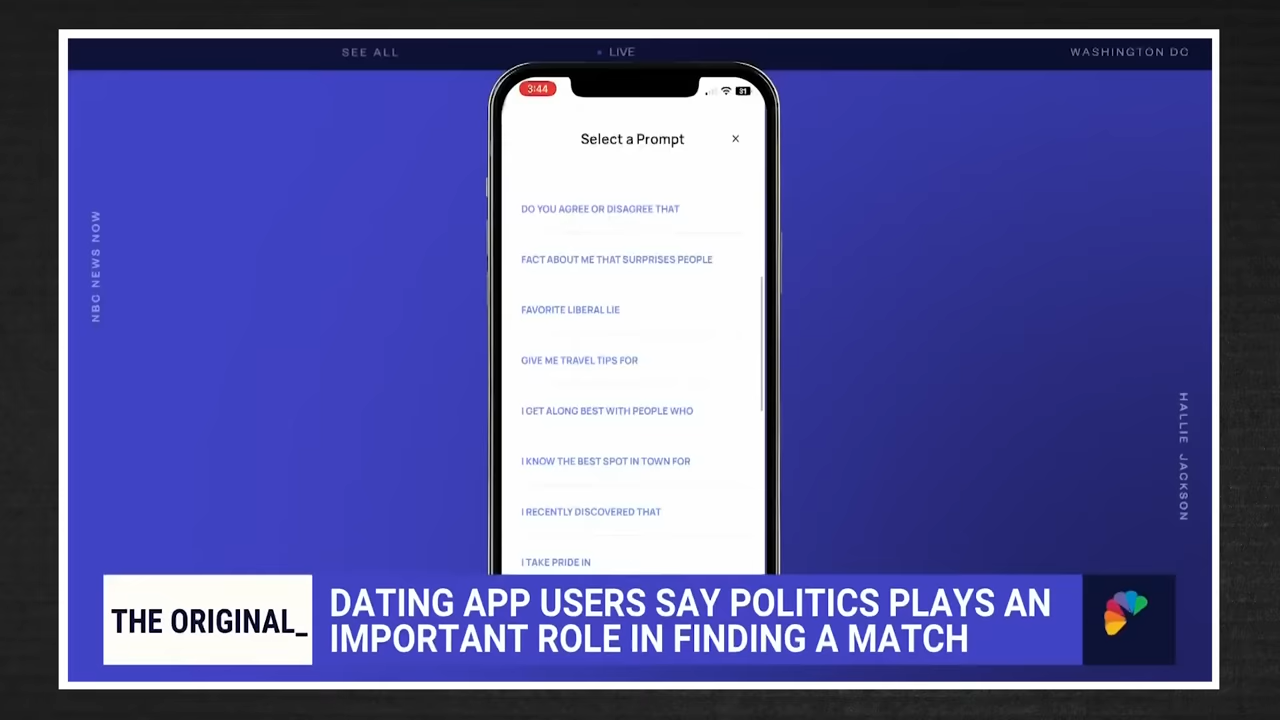 SEE ALL
LIVE
WASHINGTON DC
3:44
31
Select a Prompt
×
DO YOU AGREE OR DISAGREE THAT
FACT ABOUT ME THAT SURPRISES PEOPLE
FAVORITE LIBERAL LIE
GIVE ME TRAVEL TIPS FOR
I GET ALONG BEST WITH PEOPLE WHO
I KNOW THE BEST SPOT IN TOWN FOR
I RECENTLY DISCOVERED THAT
I TAKE PRIDE IN
NBC NEWS NOW
HALLIE JACKSON
THE ORIGINAL_
DATING APP USERS SAY POLITICS PLAYS AN
IMPORTANT ROLE IN FINDING A MATCH